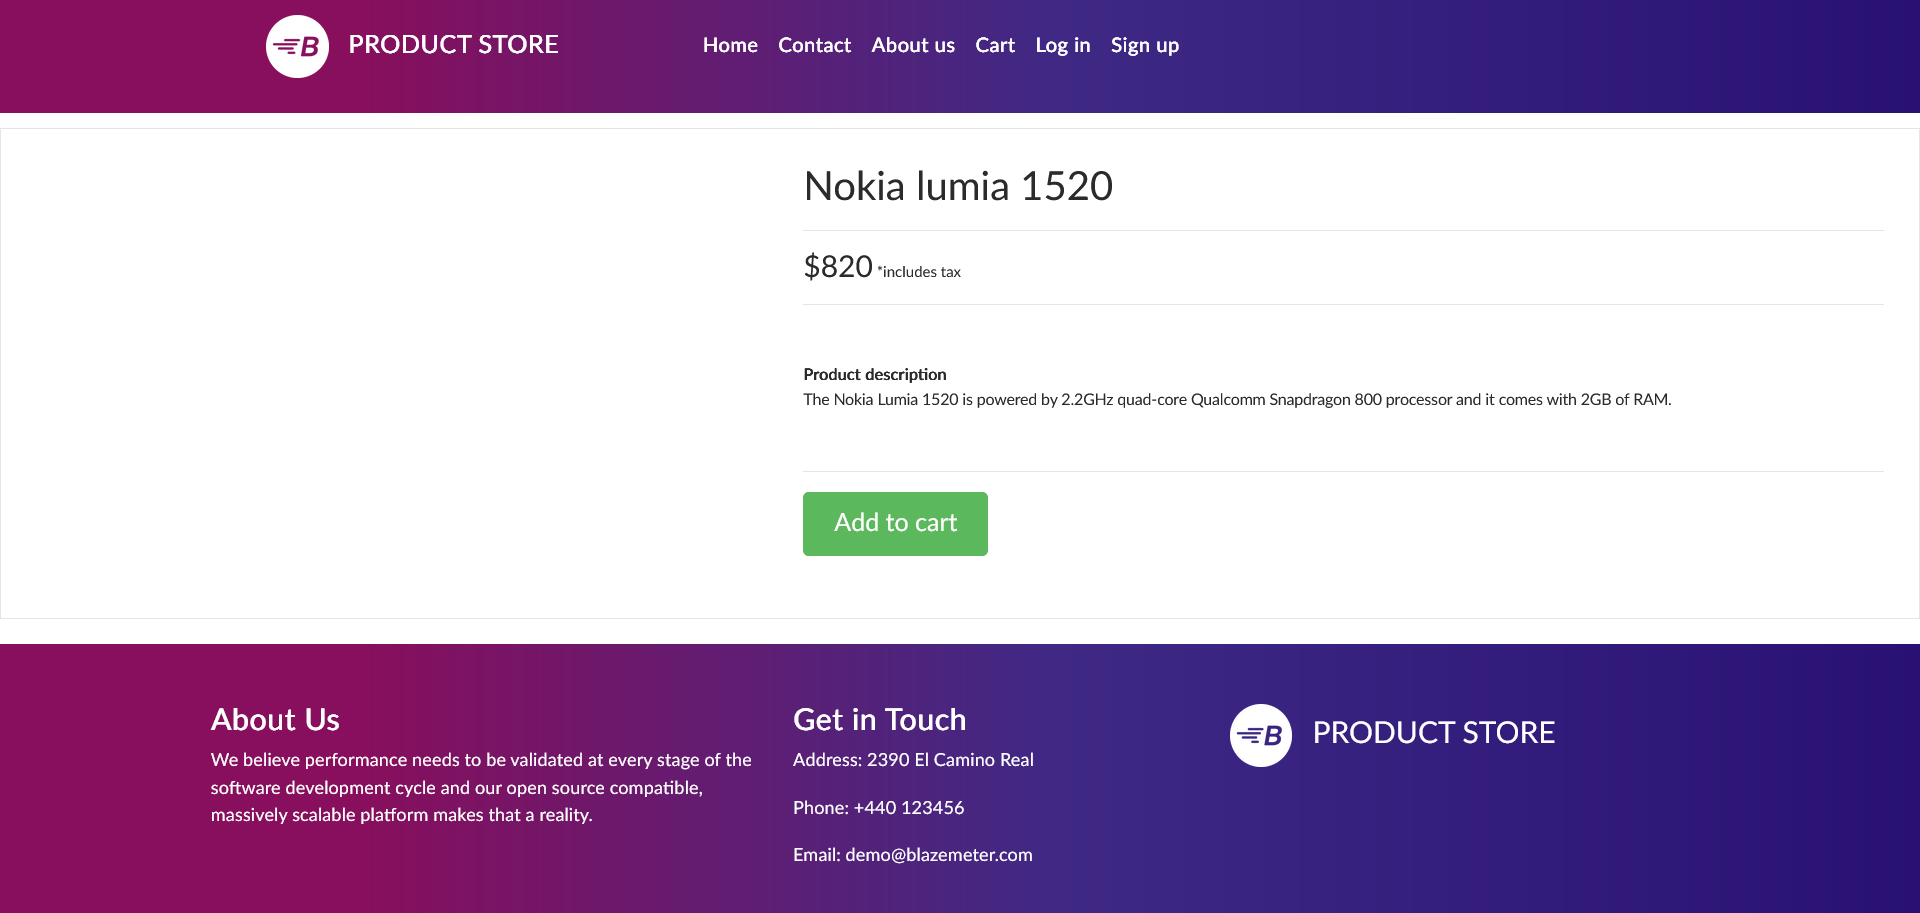 B PRODUCT STORE
Home Contact About us Cart Log in Sign up
Nokia lumia 1520
$820 *includes tax
Product description
The Nokia Lumia 1520 is powered by 2.2GHz quad-core Qualcomm Snapdragon 800 processor and it comes with 2GB of RAM.
Add to cart
About Us
We believe performance needs to be validated at every stage of the
software development cycle and our open source compatible,
massively scalable platform makes that a reality.
Get in Touch
Address: 2390 El Camino Real
Phone: +440 123456
Email: demo@blazemeter.com
B PRODUCT STORE